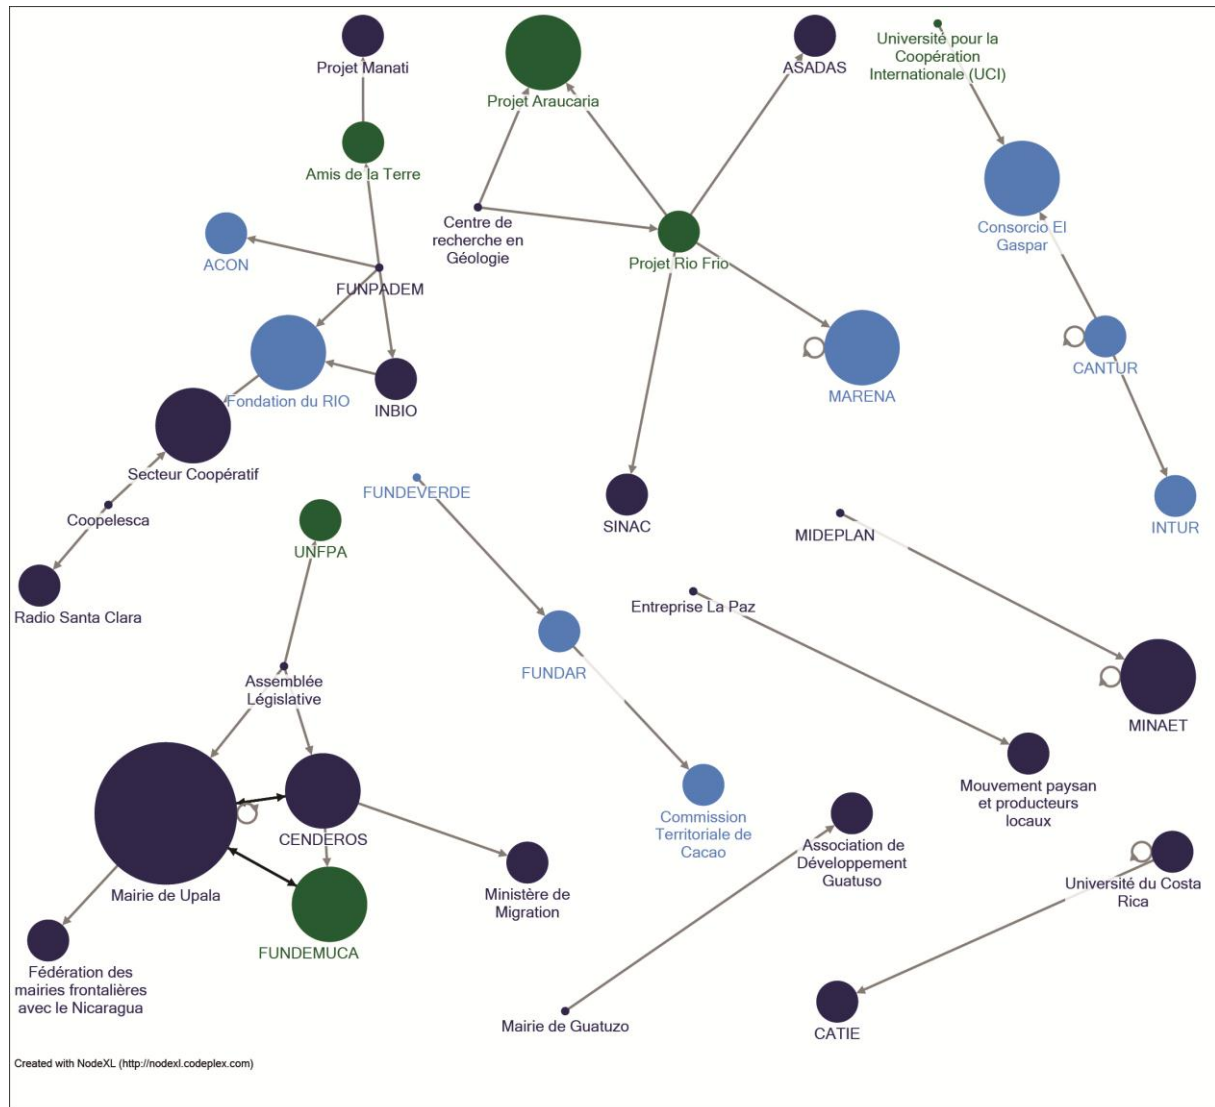 Projet Manati
Projet Araucaria
ASADAS
Université pour la
Coopération
Internationale (UCI)
Amis de la Terre
Centre de
recherche en
Géologie
Projet Rio Frio
Consorcio El
Gaspar
ACON
FUNPADEM
Fondation du RIO
INBIO
MARENA
CANTUR
Secteur Coopératif
FUNDEVERDE
SINAC
MIDEPLAN
INTUR
Coopelesca
UNFPA
Radio Santa Clara
Entreprise La Paz
Assemblée
Législative
FUNDAR
MINAET
Mouvement paysan
et producteurs
locaux
CENDEROS
Commission
Territoriale de
Cacao
Association de
Développement
Guatuso
Mairie de Upala
Ministère de
Migration
Université du Costa
Rica
FUNDEMUCA
Fédération des
mairies frontalières
avec le Nicaragua
Mairie de Guatuzo
CATIE
Created with NodeXL (http://nodexl.codeplex.com)